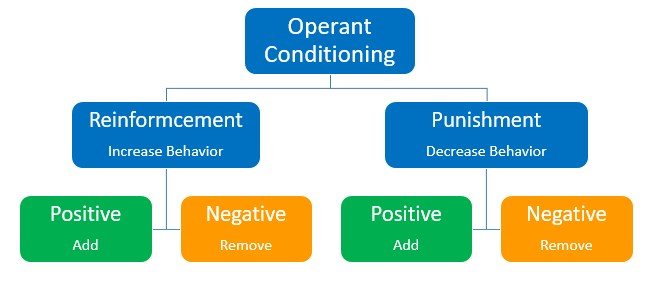 Operant
Conditioning
Reinformcement
Increase Behavior
Punishment
Decrease Behavior
Positive
Add
Negative
Remove
Positive
Add
Negative
Remove